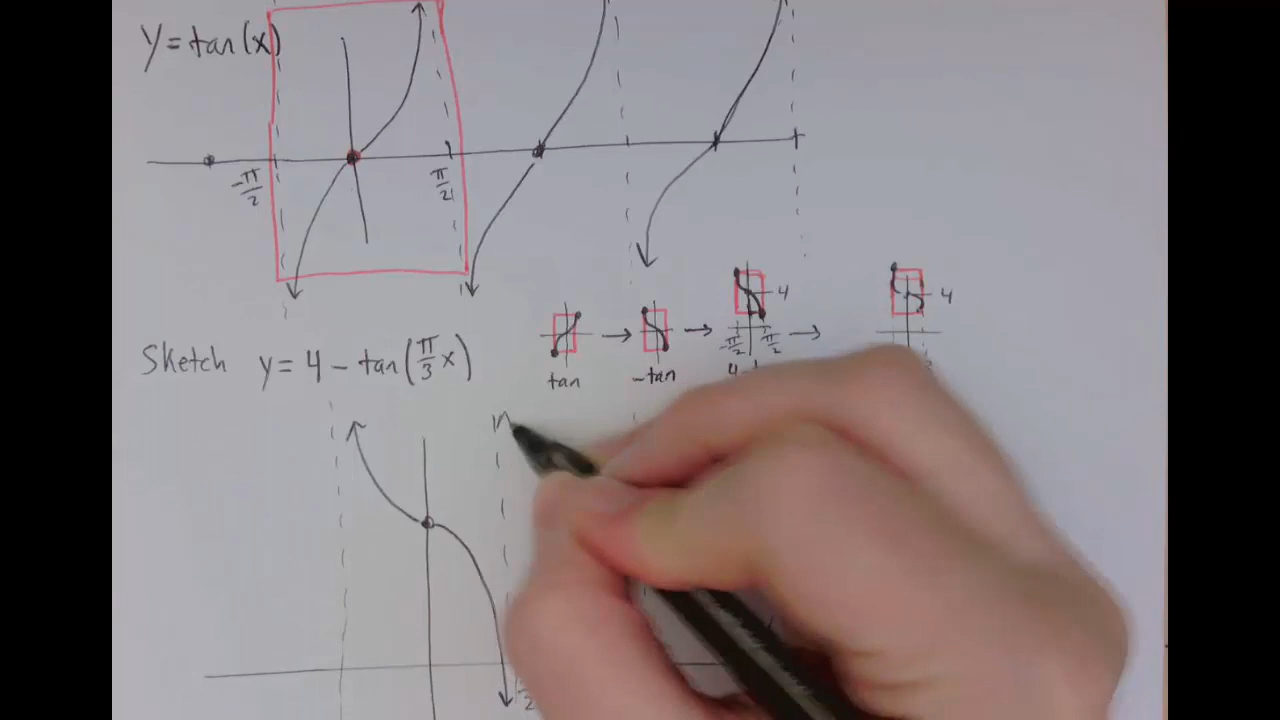 y = tan(x)
-π/2 π/2
4 4
-π/2 π/2
Sketch y = 4 - tan(π/3 x)
tan -tan